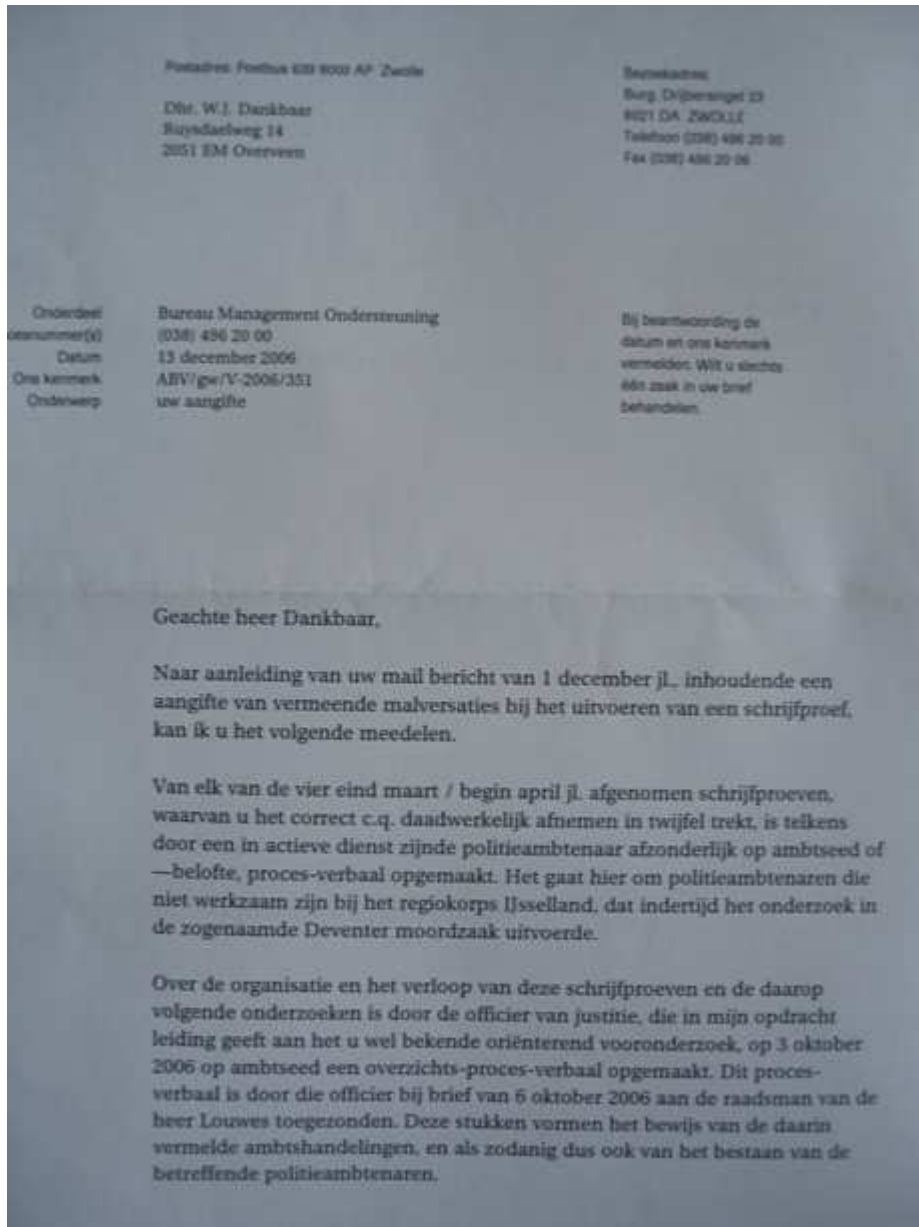 Postadres: Postbus 639 8000 AP Zwolle
Dhr. W.J. Dankbaar
Ruysdaelweg 14
2051 EM Overveen
Bezoekadres:
Burg. Drijbersingel 23
8021 DA ZWOLLE
Telefoon (038) 496 20 00
Fax (038) 496 20 06
Onderdeel Bureau Management Ondersteuning
(038) 496 20 00
Datum 13 december 2006
Ons kenmerk ABV/gw/V-2006/351
Onderwerp uw aangifte
Bij beantwoording de
datum en ons kenmerk
vermelden. Wilt u slechts
één zaak in uw brief
behandelen.
Geachte heer Dankbaar,
Naar aanleiding van uw mail bericht van 1 december jl., inhoudende een
aangifte van vermeende malversaties bij het uitvoeren van een schrijfproef,
kan ik u het volgende meedelen.
Van elk van de vier eind maart / begin april jl. afgenomen schrijfproeven,
waarvan u het correct c.q. daadwerkelijk afnemen in twijfel trekt, is telkens
door een in actieve dienst zijnde politieambtenaar afzonderlijk op ambtseed of
—belofte, proces-verbaal opgemaakt. Het gaat hier om politieambtenaren die
niet werkzaam zijn bij het regiokorps IJsselland, dat indertijd het onderzoek in
de zogenaamde Deventer moordzaak uitvoerde.
Over de organisatie en het verloop van deze schrijfproeven en de daarop
volgende onderzoeken is door de officier van justitie, die in mijn opdracht
leiding geeft aan het u wel bekende oriënterend vooronderzoek, op 3 oktober
2006 op ambtseed een overzichts-proces-verbaal opgemaakt. Dit proces-
verbaal is door die officier bij brief van 6 oktober 2006 aan de raadsman van de
heer Louwes toegezonden. Deze stukken vormen het bewijs van de daarin
vermelde ambtshandelingen, en als zodanig dus ook van het bestaan van de
betreffende politieambtenaren.